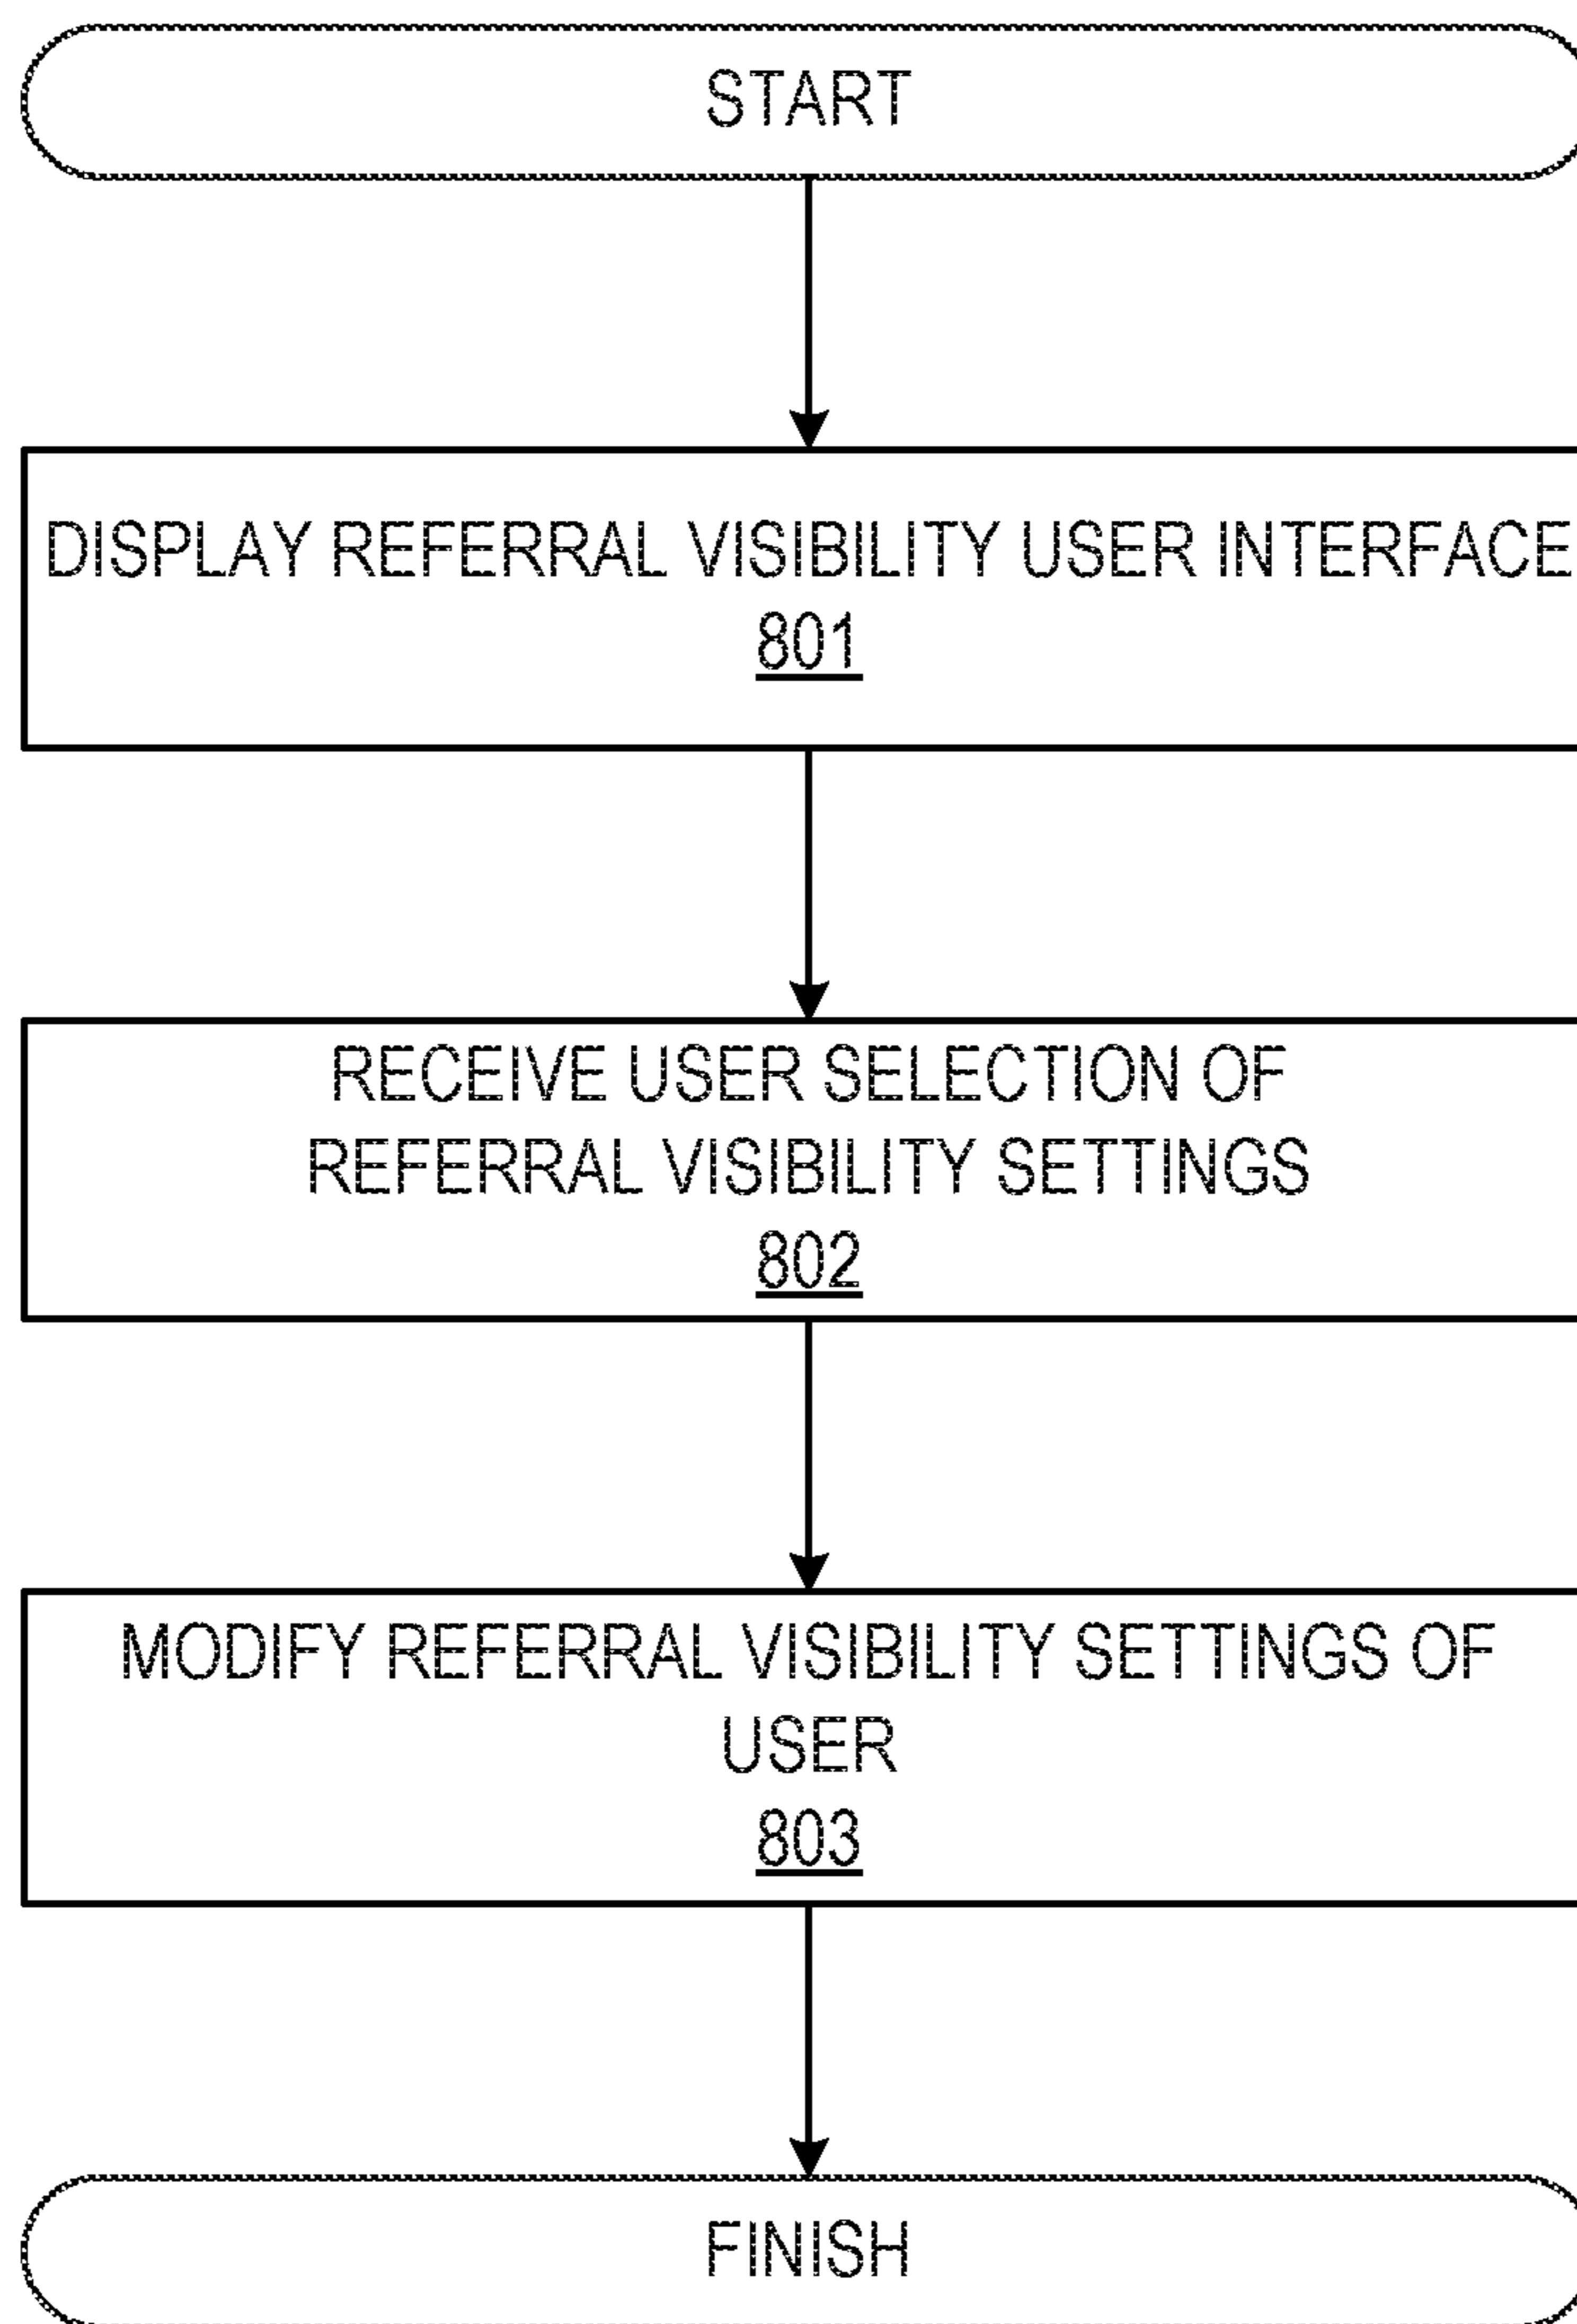 START
DISPLAY REFERRAL VISIBILITY USER INTERFACE
801
RECEIVE USER SELECTION OF
REFERRAL VISIBILITY SETTINGS
802
MODIFY REFERRAL VISIBILITY SETTINGS OF
USER
803
FINISH